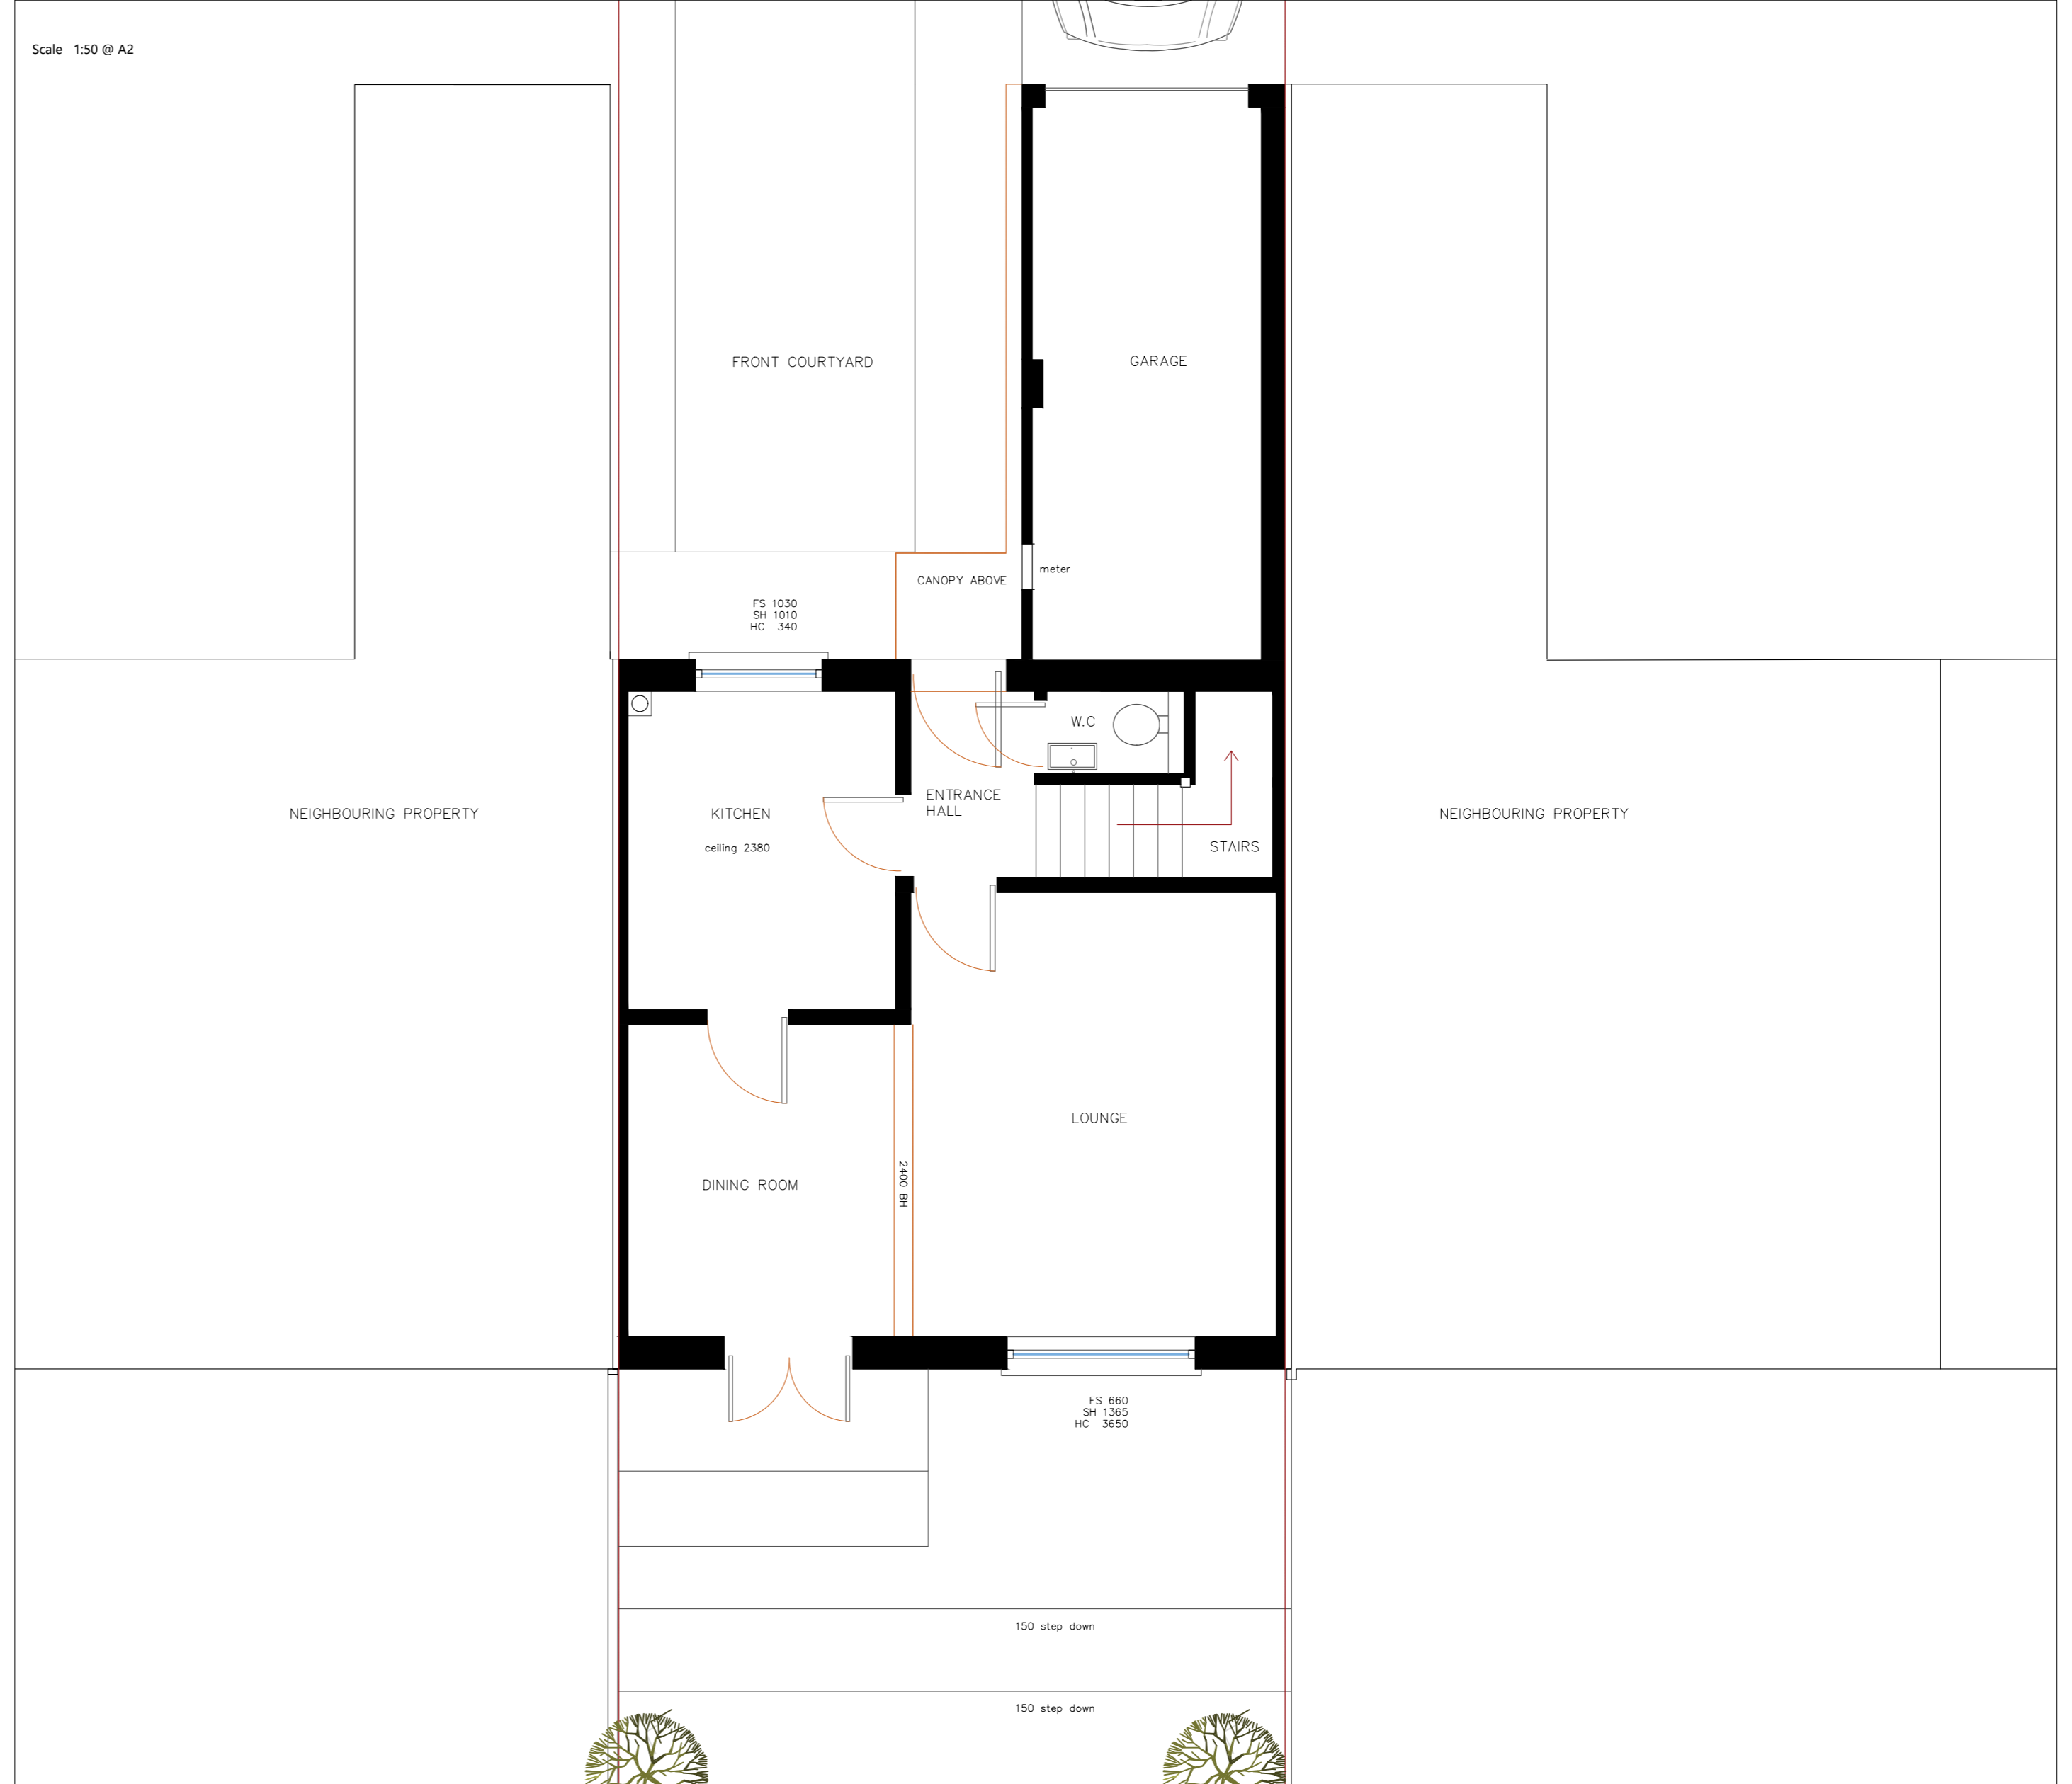 Scale 1:50 @ A2
FRONT COURTYARD
GARAGE
meter
CANOPY ABOVE
FS 1030
SH 1010
HC 340
W.C
ENTRANCE
HALL
KITCHEN
ceiling 2380
STAIRS
NEIGHBOURING PROPERTY
NEIGHBOURING PROPERTY
LOUNGE
DINING ROOM
2400 BH
FS 660
SH 1365
HC 3650
150 step down
150 step down